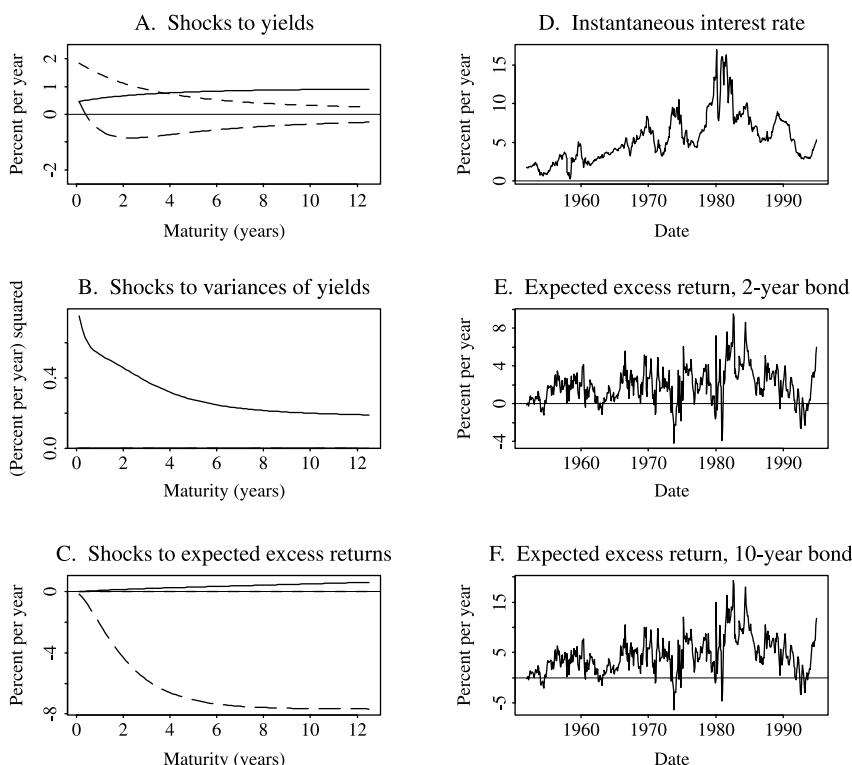 A. Shocks to yields
Percent per year
2
1
0
-2
0 2 4 6 8 10 12
Maturity (years)
D. Instantaneous interest rate
Percent per year
15
10
5
0
1960 1970 1980 1990
Date
B. Shocks to variances of yields
(Percent per year) squared
0.4
0.0
0 2 4 6 8 10 12
Maturity (years)
E. Expected excess return, 2-year bond
Percent per year
8
4
0
-4
1960 1970 1980 1990
Date
C. Shocks to expected excess returns
Percent per year
0
-4
-8
0 2 4 6 8 10 12
Maturity (years)
F. Expected excess return, 10-year bond
Percent per year
15
5
-5
1960 1970 1980 1990
Date